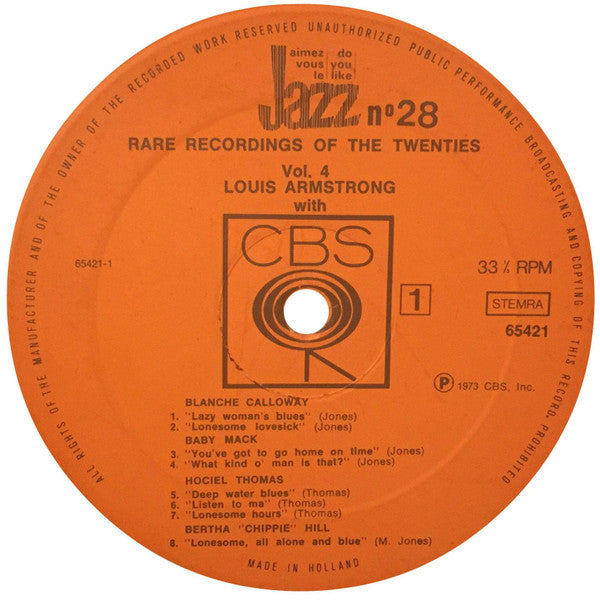 ALL RIGHTS OF THE MANUFACTURER AND OF THE OWNER OF THE RECORDED WORK RESERVED UNAUTHORIZED PUBLIC PERFORMANCE BROADCASTING AND COPYING OF THIS RECORD, PROHIBITED
aimez do
vous you
le like
Jazz nº28
RARE RECORDINGS OF THE TWENTIES
Vol. 4
LOUIS ARMSTRONG
with
CBS
65421-1
33 ⅓ RPM
1
STEMRA
65421
℗ 1973 CBS, Inc.
BLANCHE CALLOWAY
1. "Lazy woman's blues" (Jones)
2. "Lonesome lovesick" (Jones)
BABY MACK
3. "You've got to go home on time" (Jones)
4. "What kind o' man is that?" (Jones)
HOCIEL THOMAS
5. "Deep water blues" (Thomas)
6. "Listen to ma" (Thomas)
7. "Lonesome hours" (Thomas)
BERTHA "CHIPPIE" HILL
8. "Lonesome, all alone and blue" (M. Jones)
MADE IN HOLLAND